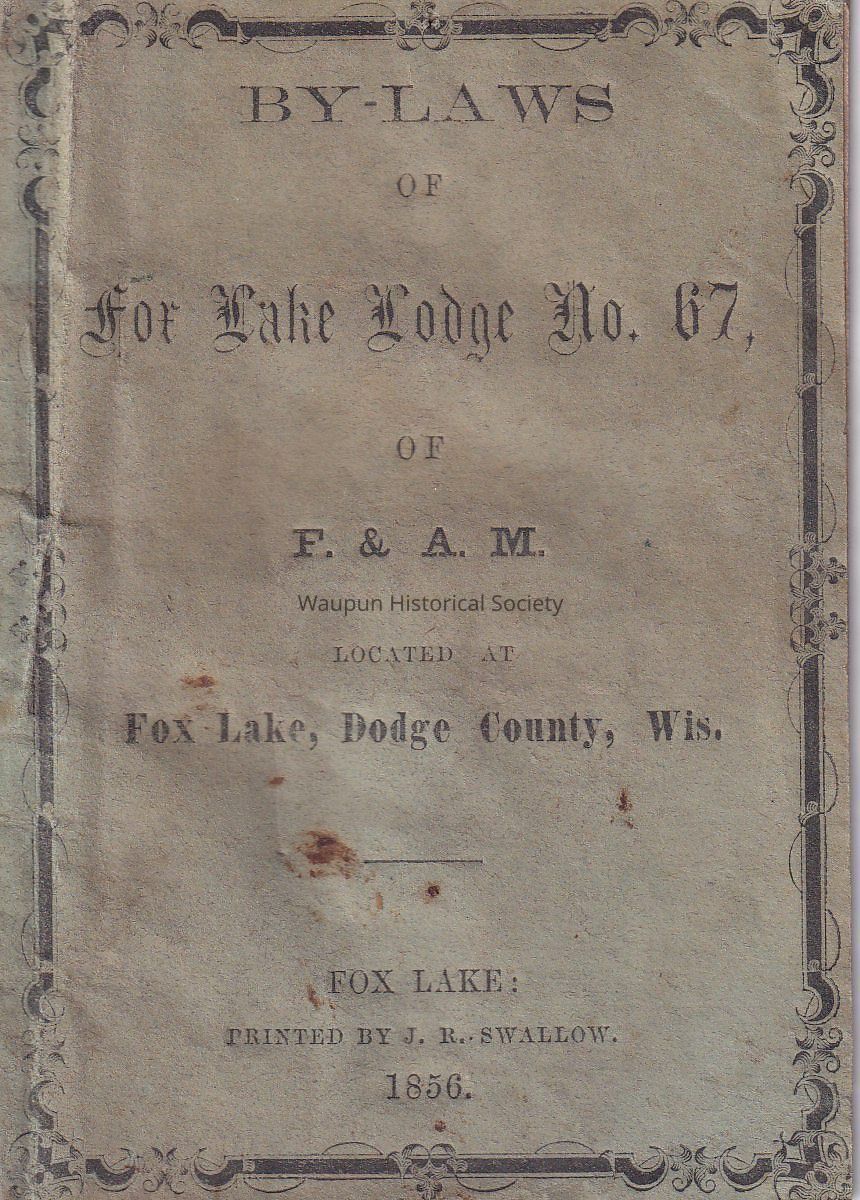 BY-LAWS
OF
Fox Lake Lodge No. 67,
OF
F. & A. M.
Waupun Historical Society
LOCATED AT
Fox Lake, Dodge County, Wis.
FOX LAKE:
PRINTED BY J. R. SWALLOW.
1856.